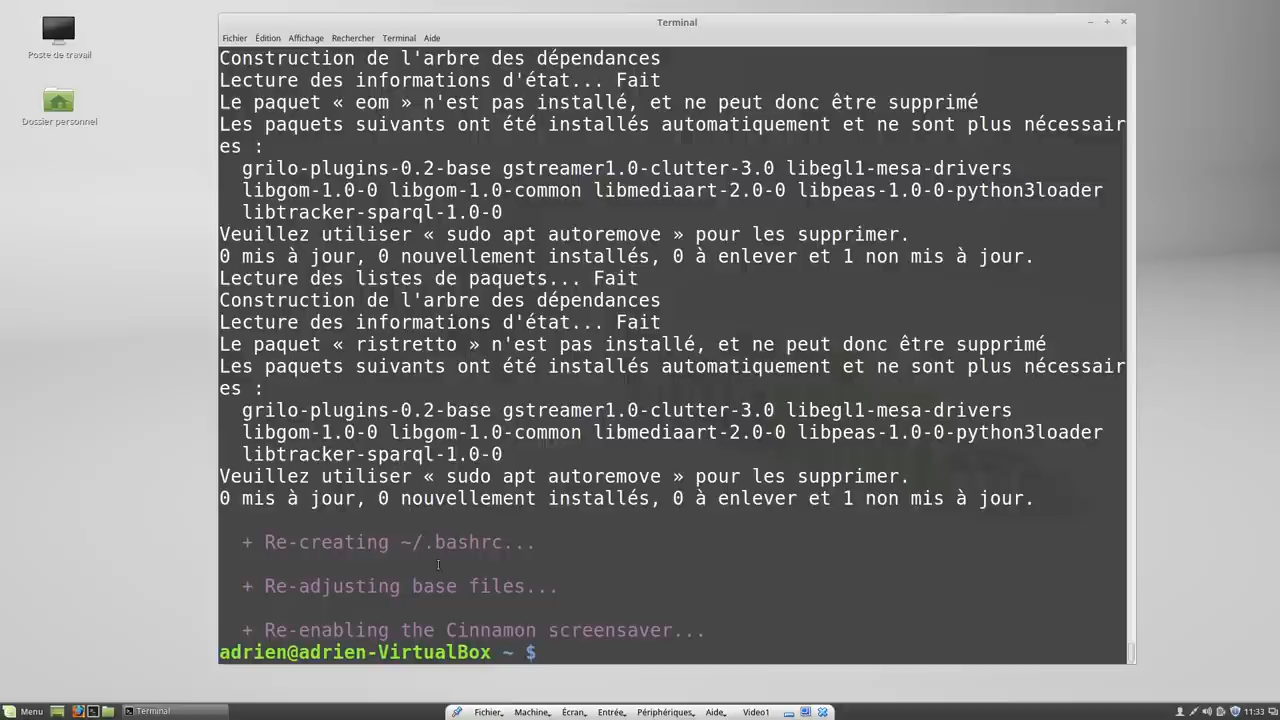 Terminal
Poste de travail
Dossier personnel
Fichier Édition Affichage Rechercher Terminal Aide
Construction de l'arbre des dépendances
Lecture des informations d'état... Fait
Le paquet « eom » n'est pas installé, et ne peut donc être supprimé
Les paquets suivants ont été installés automatiquement et ne sont plus nécessair
es :
grilo-plugins-0.2-base gstreamer1.0-clutter-3.0 libegl1-mesa-drivers
libgom-1.0-0 libgom-1.0-common libmediaart-2.0-0 libpeas-1.0-0-python3loader
libtracker-sparql-1.0-0
Veuillez utiliser « sudo apt autoremove » pour les supprimer.
0 mis à jour, 0 nouvellement installés, 0 à enlever et 1 non mis à jour.
Lecture des listes de paquets... Fait
Construction de l'arbre des dépendances
Lecture des informations d'état... Fait
Le paquet « ristretto » n'est pas installé, et ne peut donc être supprimé
Les paquets suivants ont été installés automatiquement et ne sont plus nécessair
es :
grilo-plugins-0.2-base gstreamer1.0-clutter-3.0 libegl1-mesa-drivers
libgom-1.0-0 libgom-1.0-common libmediaart-2.0-0 libpeas-1.0-0-python3loader
libtracker-sparql-1.0-0
Veuillez utiliser « sudo apt autoremove » pour les supprimer.
0 mis à jour, 0 nouvellement installés, 0 à enlever et 1 non mis à jour.
+ Re-creating ~/.bashrc...
+ Re-adjusting base files...
+ Re-enabling the Cinnamon screensaver...
adrien@adrien-VirtualBox ~ $
Menu Terminal Fichier Machine Écran Entrée Périphériques Aide Video1 11:33